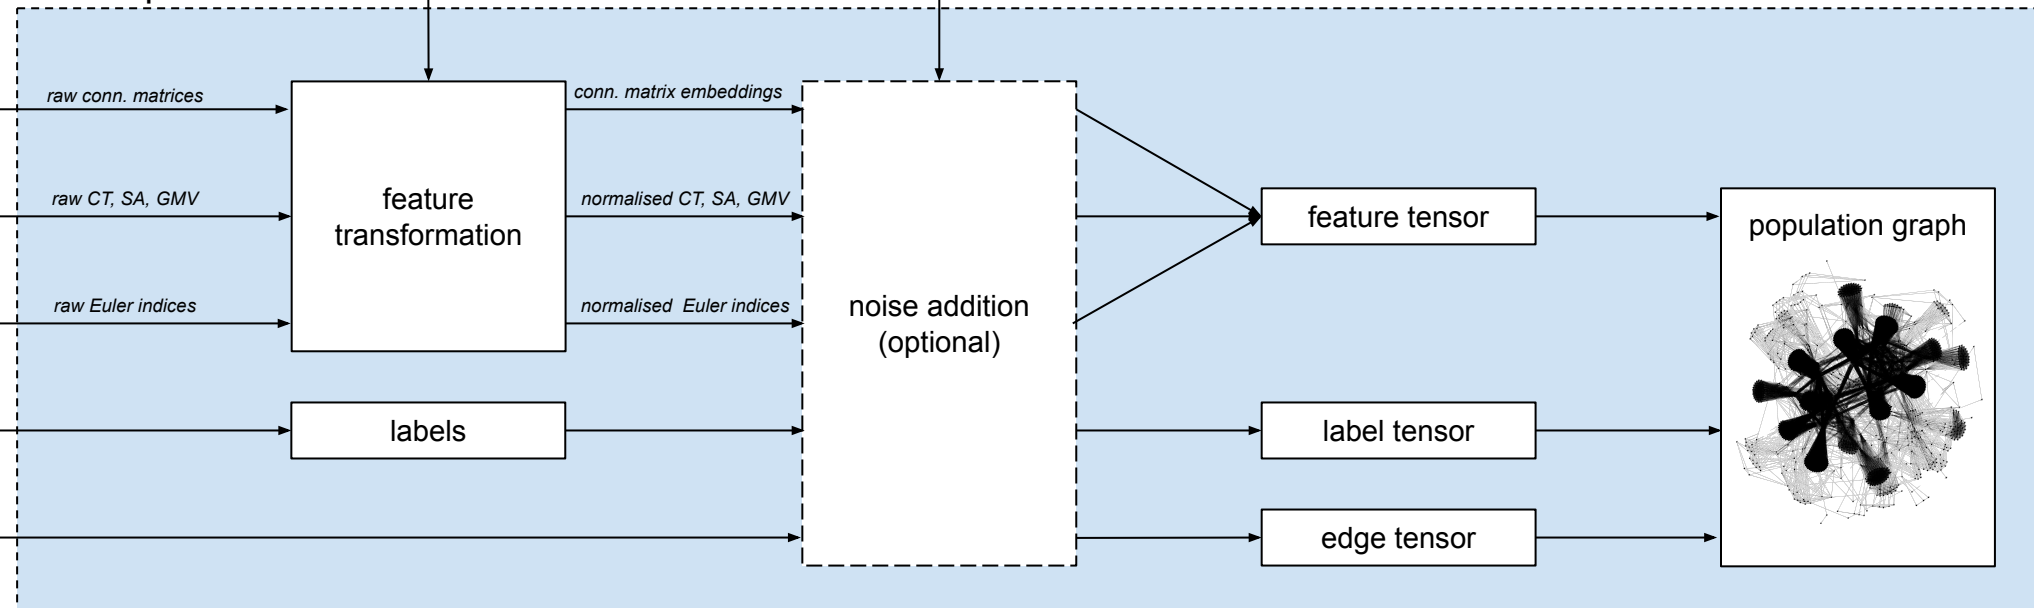 raw conn. matrices
conn. matrix embeddings
raw CT, SA, GMV
feature
transformation
normalised CT, SA, GMV
feature tensor
population graph
raw Euler indices
normalised Euler indices
noise addition
(optional)
labels
label tensor
edge tensor